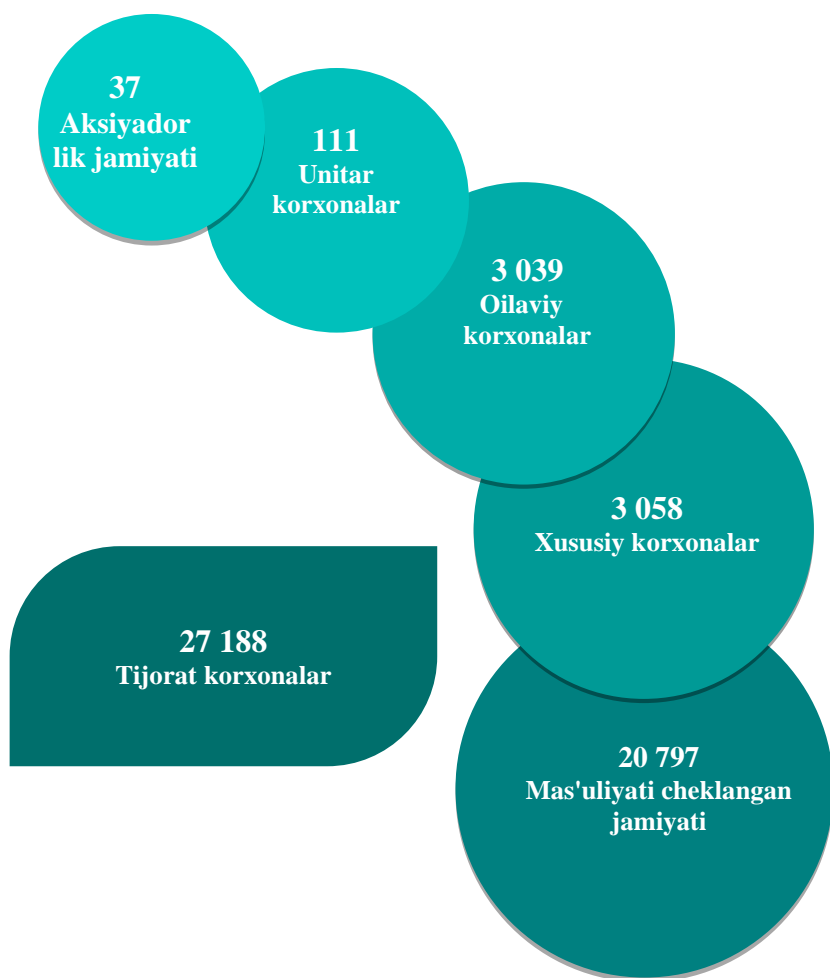 37
Aksiyador
lik jamiyati
111
Unitar
korxonalar
3 039
Oilaviy
korxonalar
3 058
Xususiy korxonalar
27 188
Tijorat korxonalar
20 797
Mas'uliyati cheklangan
jamiyati